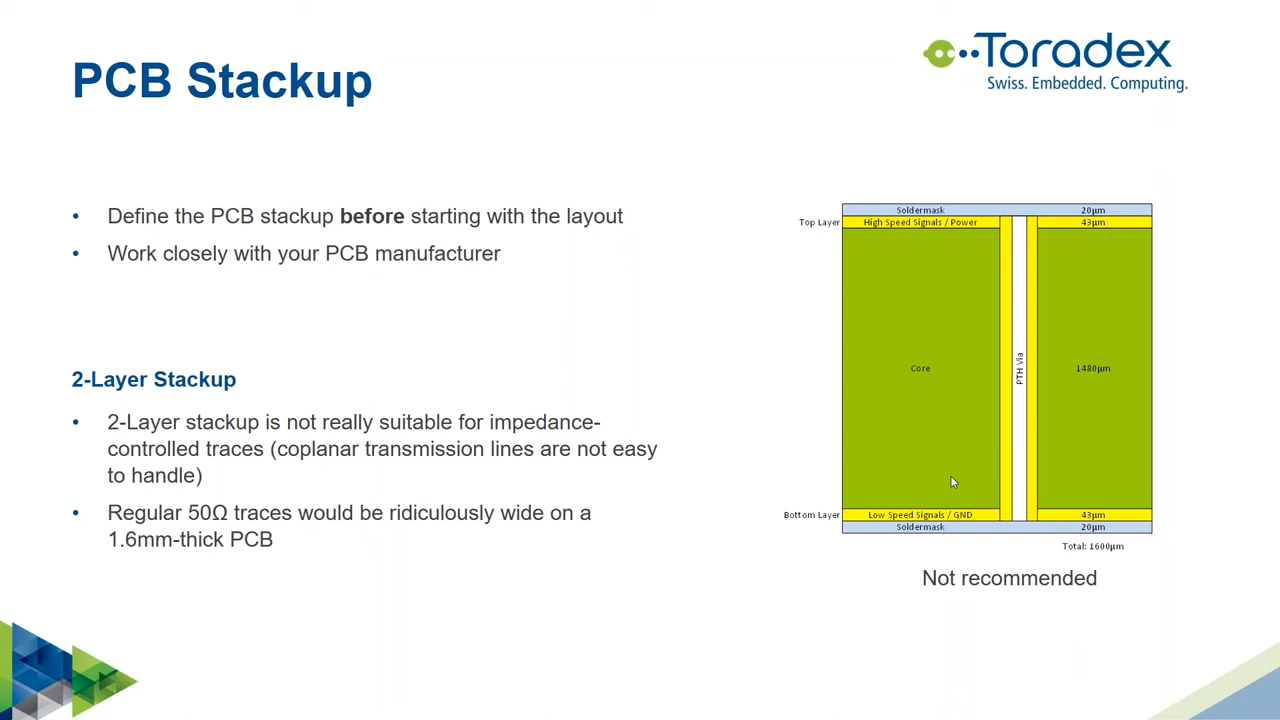 PCB Stackup
Toradex
Swiss. Embedded. Computing.
• Define the PCB stackup before starting with the layout
• Work closely with your PCB manufacturer
2-Layer Stackup
• 2-Layer stackup is not really suitable for impedance-
controlled traces (coplanar transmission lines are not easy
to handle)
• Regular 50Ω traces would be ridiculously wide on a
1.6mm-thick PCB
Soldermask 20µm
Top Layer High Speed Signals / Power 43µm
Core PTH Via 1480µm
Bottom Layer Low Speed Signals / GND 43µm
Soldermask 20µm
Total: 1600µm
Not recommended